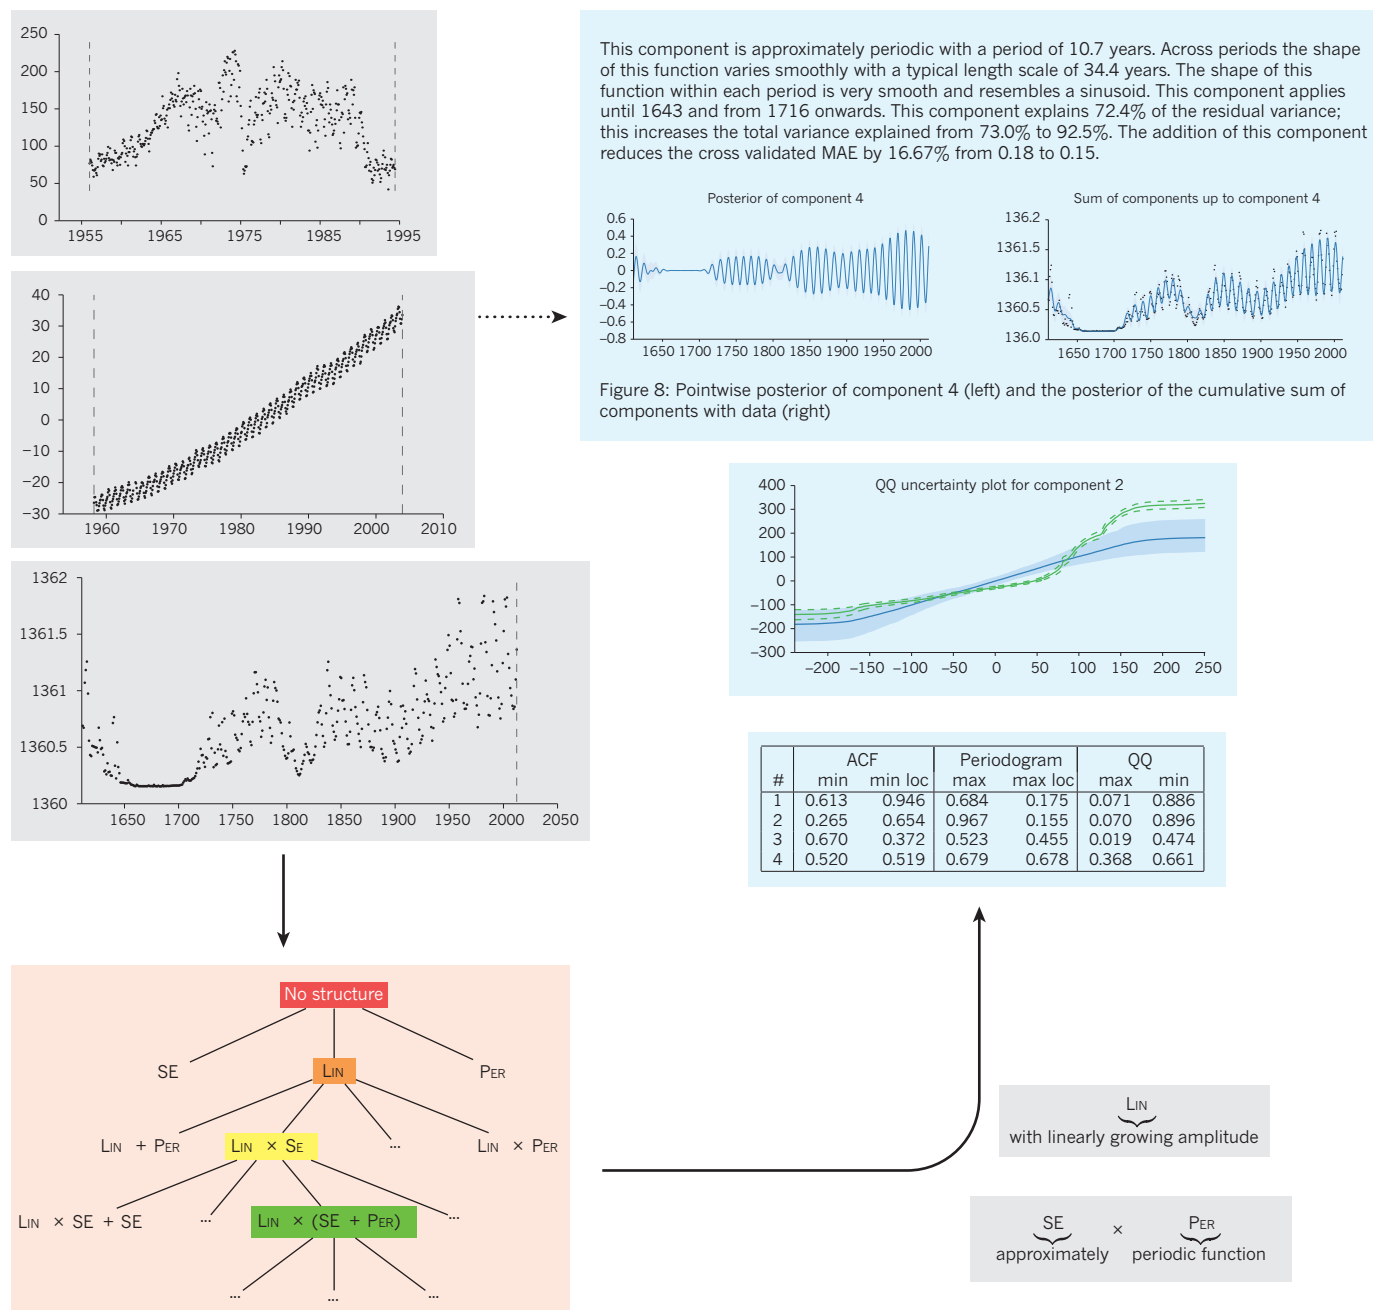 250
200
150
100
50
0
1955 1965 1975 1985 1995
40
30
20
10
0
−10
−20
−30
1960 1970 1980 1990 2000 2010
1362
1361.5
1361
1360.5
1360
1650 1700 1750 1800 1850 1900 1950 2000 2050
This component is approximately periodic with a period of 10.7 years. Across periods the shape
of this function varies smoothly with a typical length scale of 34.4 years. The shape of this
function within each period is very smooth and resembles a sinusoid. This component applies
until 1643 and from 1716 onwards. This component explains 72.4% of the residual variance;
this increases the total variance explained from 73.0% to 92.5%. The addition of this component
reduces the cross validated MAE by 16.67% from 0.18 to 0.15.
Posterior of component 4
0.6
0.4
0.2
0
−0.2
−0.4
−0.6
−0.8
1650 1700 1750 1850 1900 1950 2000
Sum of components up to component 4
136.2
1361.5
136.1
1360.5
136.0
1650 1700 1750 1800 1850 1900 1950 2000
Figure 8: Pointwise posterior of component 4 (left) and the posterior of the cumulative sum of
components with data (right)
QQ uncertainty plot for component 2
400
300
200
100
0
−100
−200
−300
−200 −150 −100 −50 0 50 100 150 200 250
ACF Periodogram QQ
# min min loc max max loc max min
1 0.613 0.946 0.684 0.175 0.071 0.886
2 0.265 0.654 0.967 0.155 0.070 0.896
3 0.670 0.372 0.523 0.455 0.019 0.474
4 0.520 0.519 0.679 0.678 0.368 0.661
No structure
SE LIN PER
LIN + PER LIN × SE ... LIN × PER
LIN × SE + SE ... LIN × (SE + PER) ...
... ... ...
LIN
with linearly growing amplitude
SE × PER
approximately periodic function